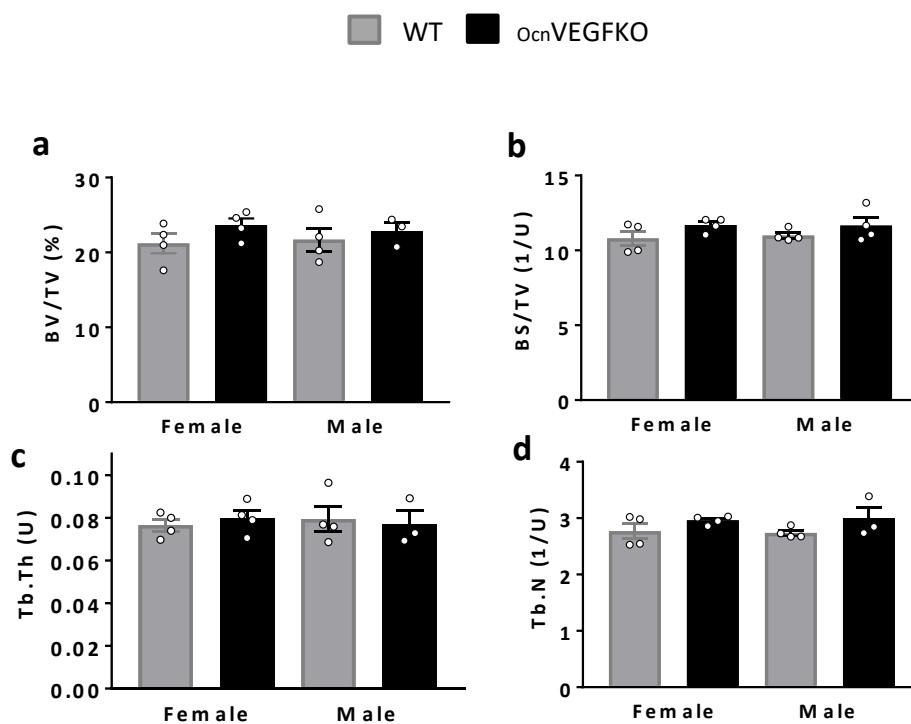 WT OcnVEGFKO
a
BV/TV (%)
30
20
10
0
Female Male
b
BS/TV (1/U)
15
10
5
0
Female Male
c
Tb.Th (U)
0.10
0.08
0.06
0.04
0.02
0.00
Female Male
d
Tb.N (1/U)
4
3
2
1
0
Female Male